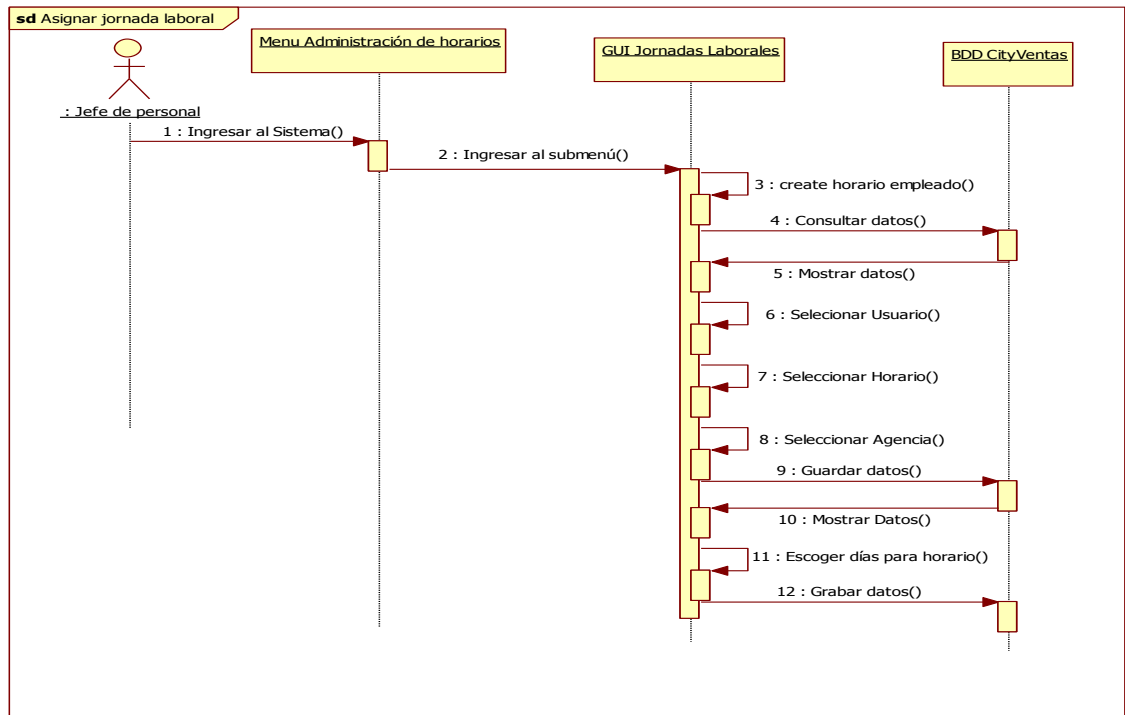 sd Asignar jornada laboral
Menu Administración de horarios
GUI Jornadas Laborales
BDD CityVentas
: Jefe de personal
1 : Ingresar al Sistema()
2 : Ingresar al submenú()
3 : create horario empleado()
4 : Consultar datos()
5 : Mostrar datos()
6 : Selecionar Usuario()
7 : Seleccionar Horario()
8 : Seleccionar Agencia()
9 : Guardar datos()
10 : Mostrar Datos()
11 : Escoger días para horario()
12 : Grabar datos()